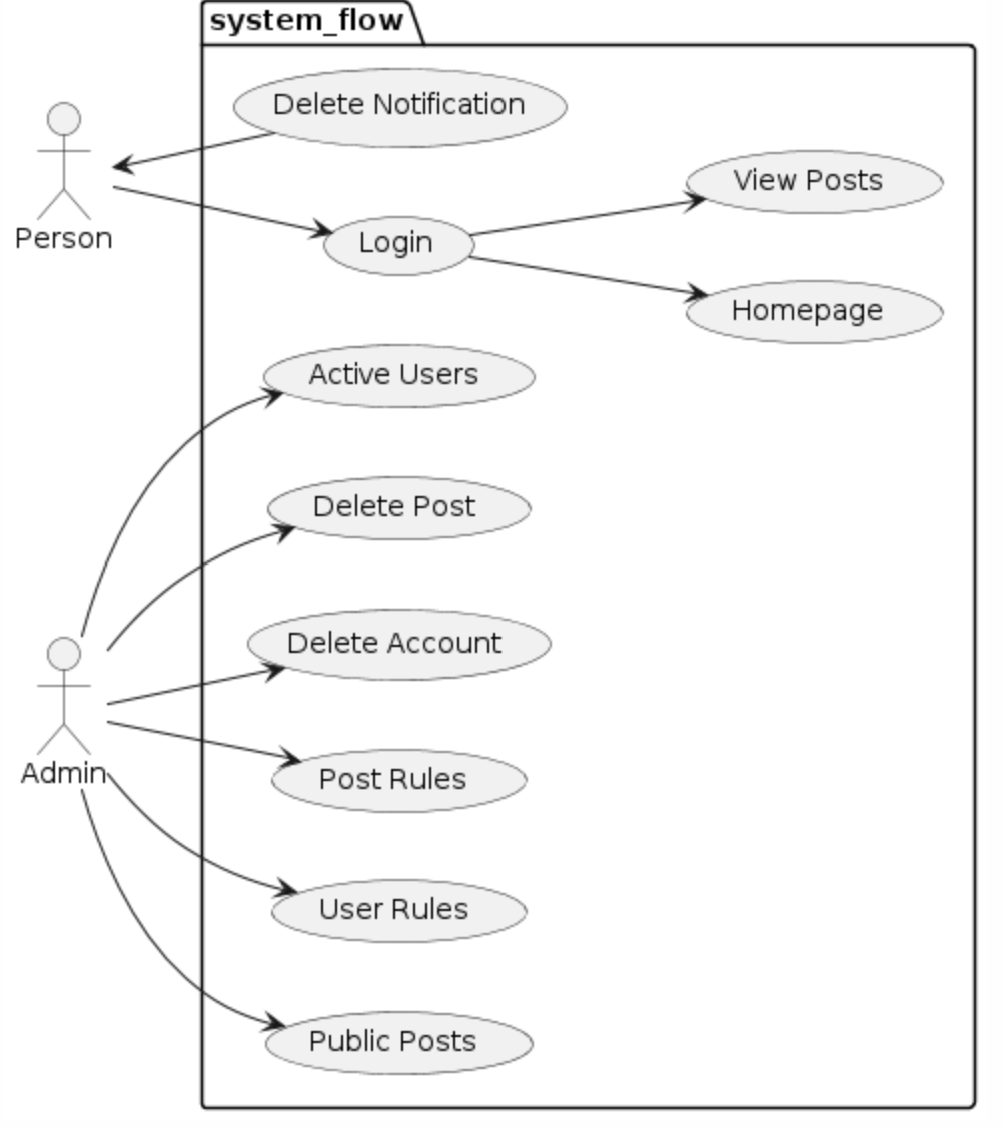 system_flow
Delete Notification
View Posts
Person
Login
Homepage
Active Users
Delete Post
Delete Account
Admin
Post Rules
User Rules
Public Posts